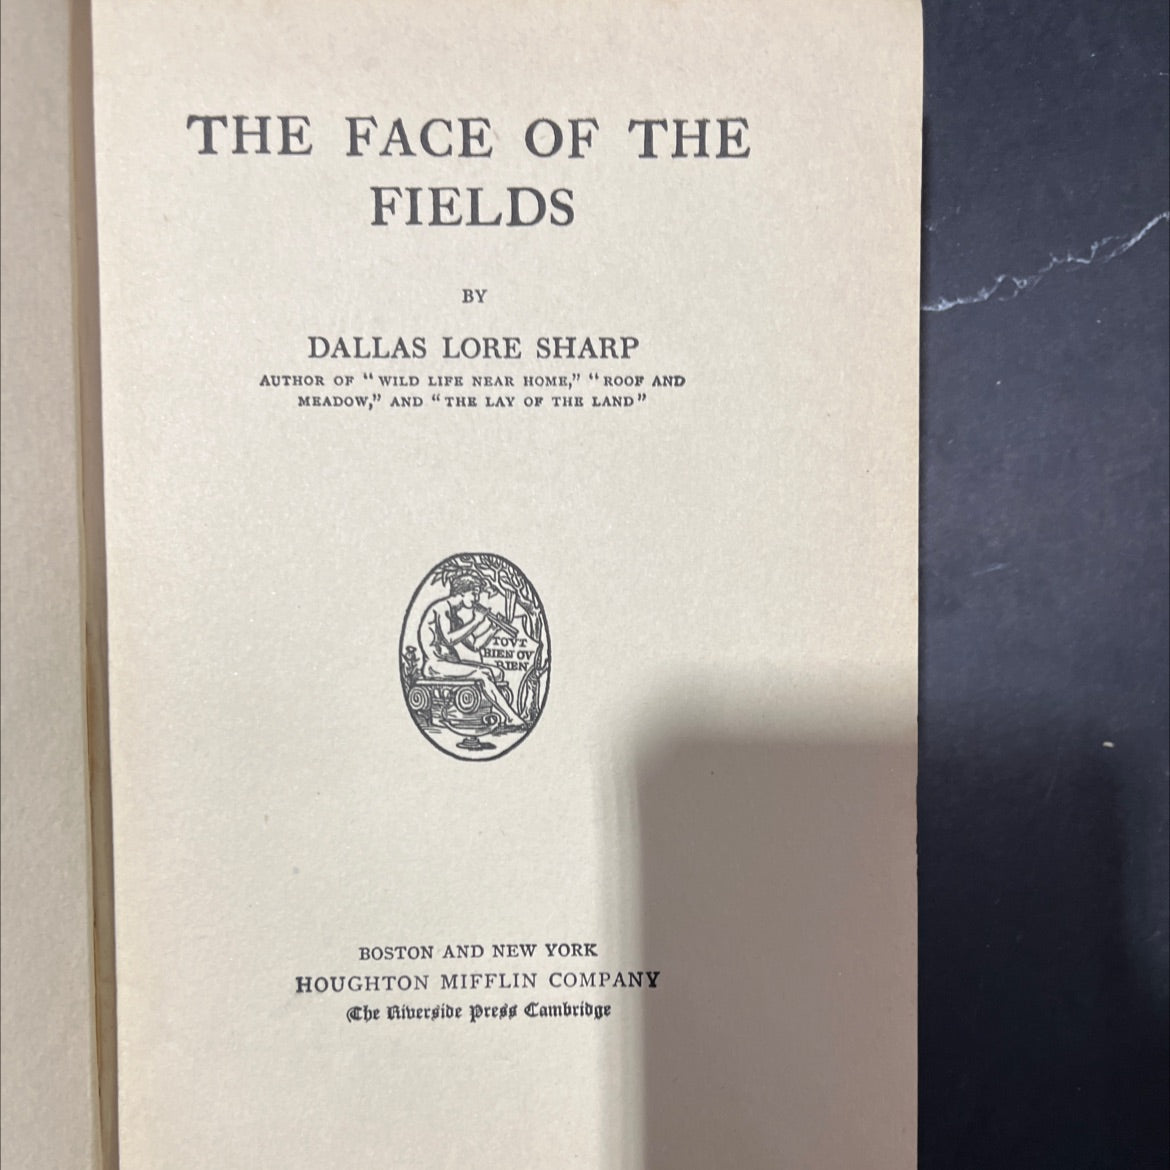 THE FACE OF THE
FIELDS
BY
DALLAS LORE SHARP
AUTHOR OF "WILD LIFE NEAR HOME," "ROOF AND
MEADOW," AND "THE LAY OF THE LAND"
TOVT
BIEN OV
RIEN
BOSTON AND NEW YORK
HOUGHTON MIFFLIN COMPANY
The Riverside Press Cambridge